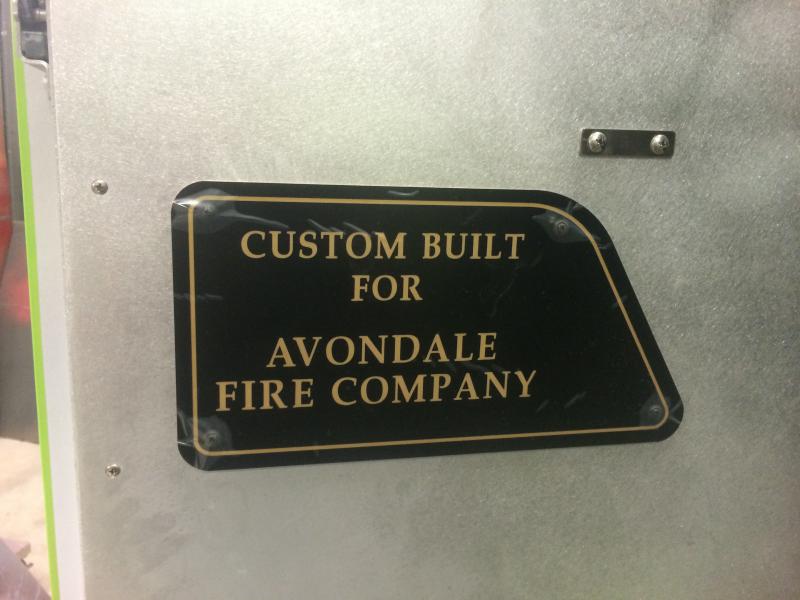 CUSTOM BUILT
FOR
AVONDALE
FIRE COMPANY